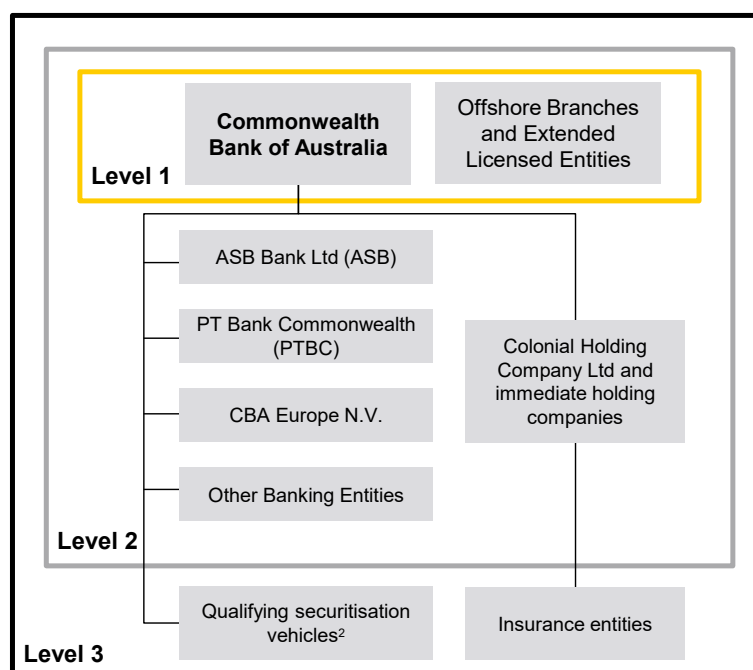 Commonwealth
Bank of Australia
Offshore Branches
and Extended
Licensed Entities
Level 1
ASB Bank Ltd (ASB)
PT Bank Commonwealth
(PTBC)
Colonial Holding
Company Ltd and
immediate holding
companies
CBA Europe N.V.
Other Banking Entities
Level 2
Qualifying securitisation
vehicles²
Insurance entities
Level 3